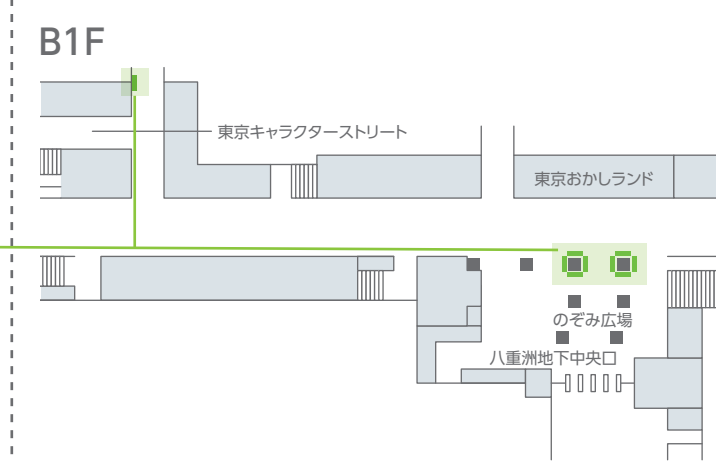 B1F
東京キャラクターストリート
東京おかしランド
のぞみ広場
八重洲地下中央口